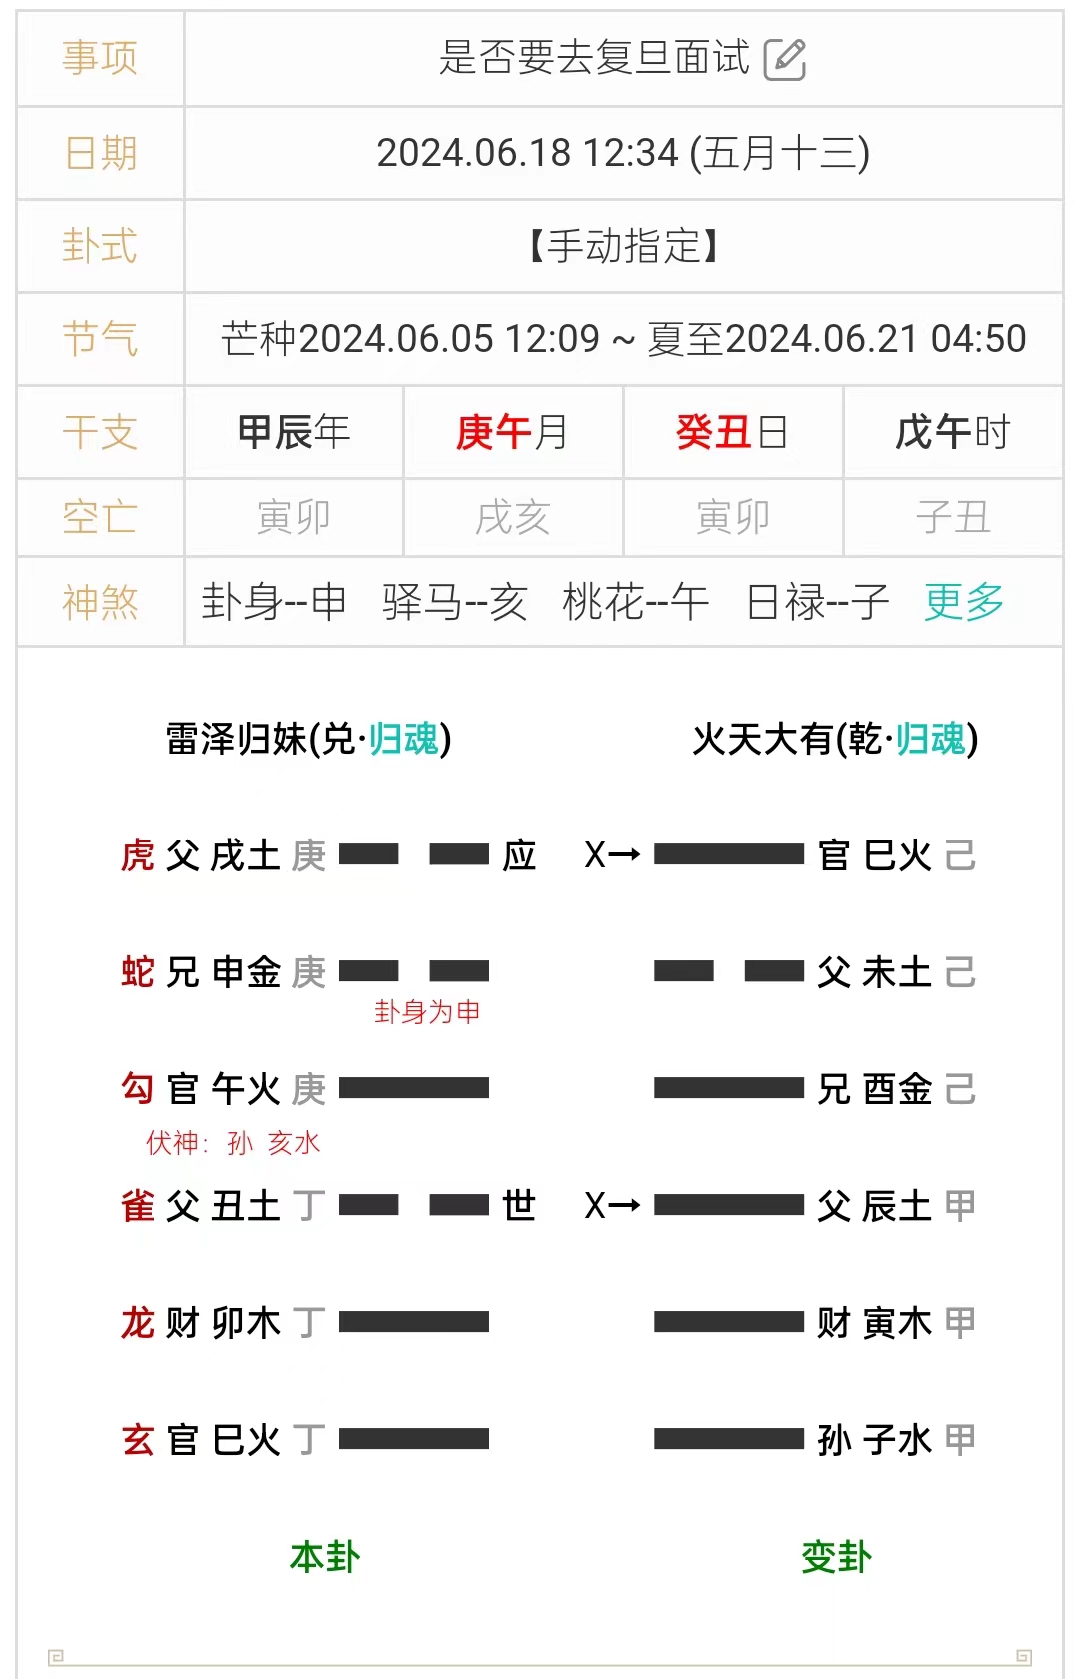 事项 是否要去复旦面试
日期 2024.06.18 12:34 (五月十三)
卦式 【手动指定】
节气 芒种2024.06.05 12:09 ~ 夏至2024.06.21 04:50
干支 甲辰年 庚午月 癸丑日 戊午时
空亡 寅卯 戌亥 寅卯 子丑
神煞 卦身--申 驿马--亥 桃花--午 日禄--子 更多
雷泽归妹(兑·归魂) 火天大有(乾·归魂)
虎 父 戌土 庚 应 X→ 官 巳火 己
蛇 兄 申金 庚 父 未土 己
卦身为申
勾 官 午火 庚 兄 酉金 己
伏神：孙 亥水
雀 父 丑土 丁 世 X→ 父 辰土 甲
龙 财 卯木 丁 财 寅木 甲
玄 官 巳火 丁 孙 子水 甲
本卦 变卦